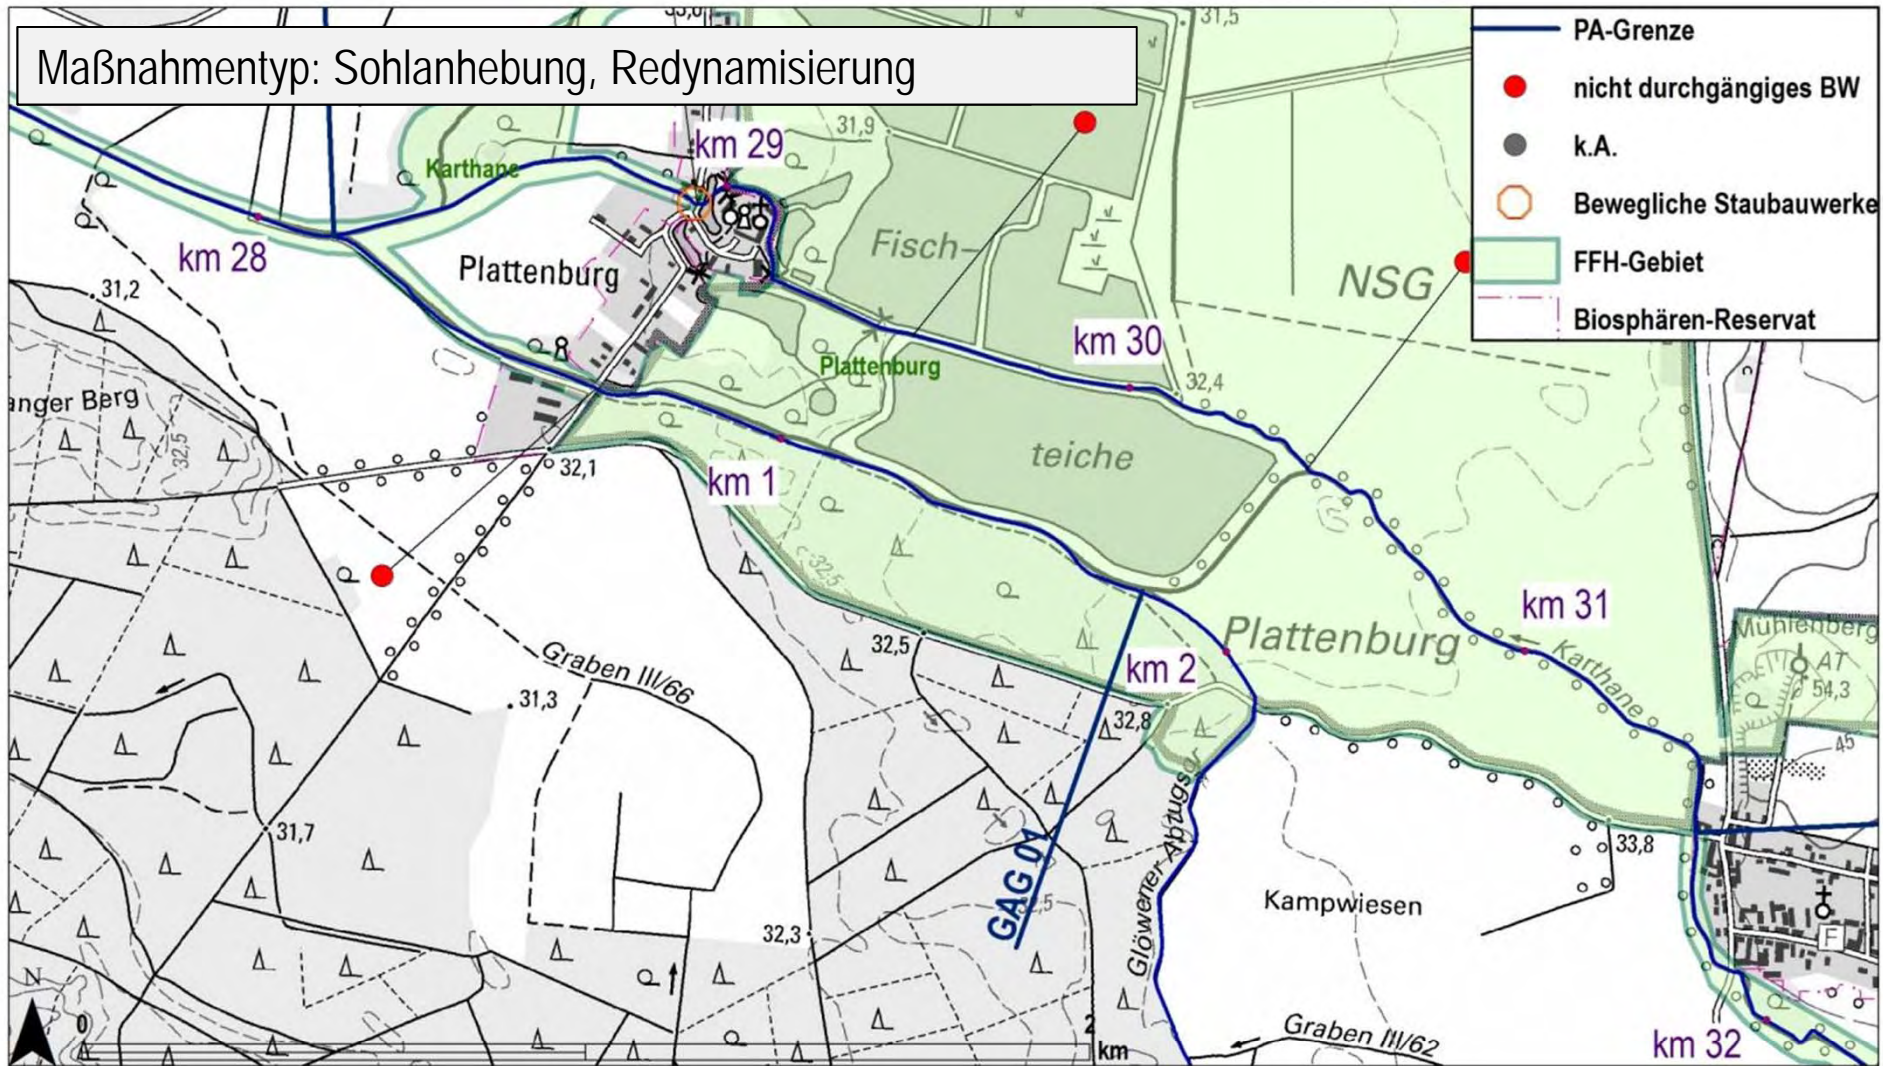 Maßnahmentyp: Sohlanhebung, Redynamisierung
PA-Grenze
nicht durchgängiges BW
k.A.
Bewegliche Staubauwerke
FFH-Gebiet
Biosphären-Reservat
31,5
31,9
km 29
Karthane
km 28
Plattenburg
Fisch-
NSG
31,2
km 30
Plattenburg
32,4
anger Berg
32,5
teiche
32,1
km 1
32,5
km 31
Graben III/66
32,5
km 2
Plattenburg
Karthane
Mühlenberg
AT
54,3
31,3
32,8
45
31,7
GAG 01
Glöwener Abzugsgr
33,8
Kampwiesen
32,3
F
N
0
2
km
Graben III/62
km 32